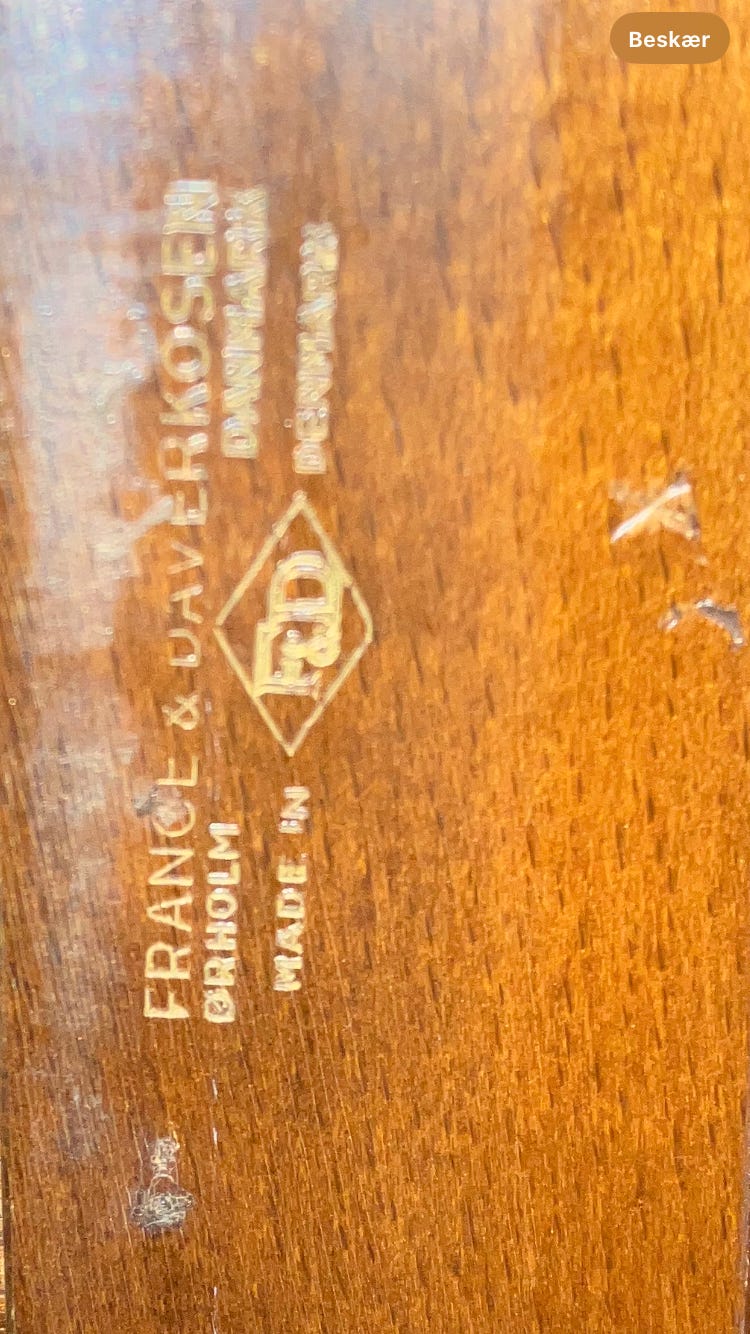 Beskær
FRANCE & DAVERKOSEN
ØRHOLM DANMARK
MADE IN F&D DENMARK